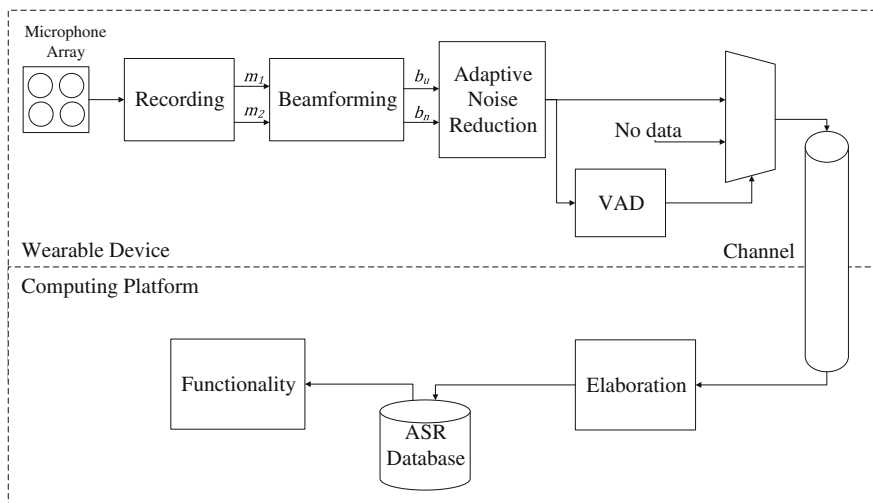 Microphone
Array
Recording
m1
m2
Beamforming
bu
bn
Adaptive
Noise
Reduction
No data
VAD
Wearable Device
Channel
Computing Platform
Functionality
ASR
Database
Elaboration